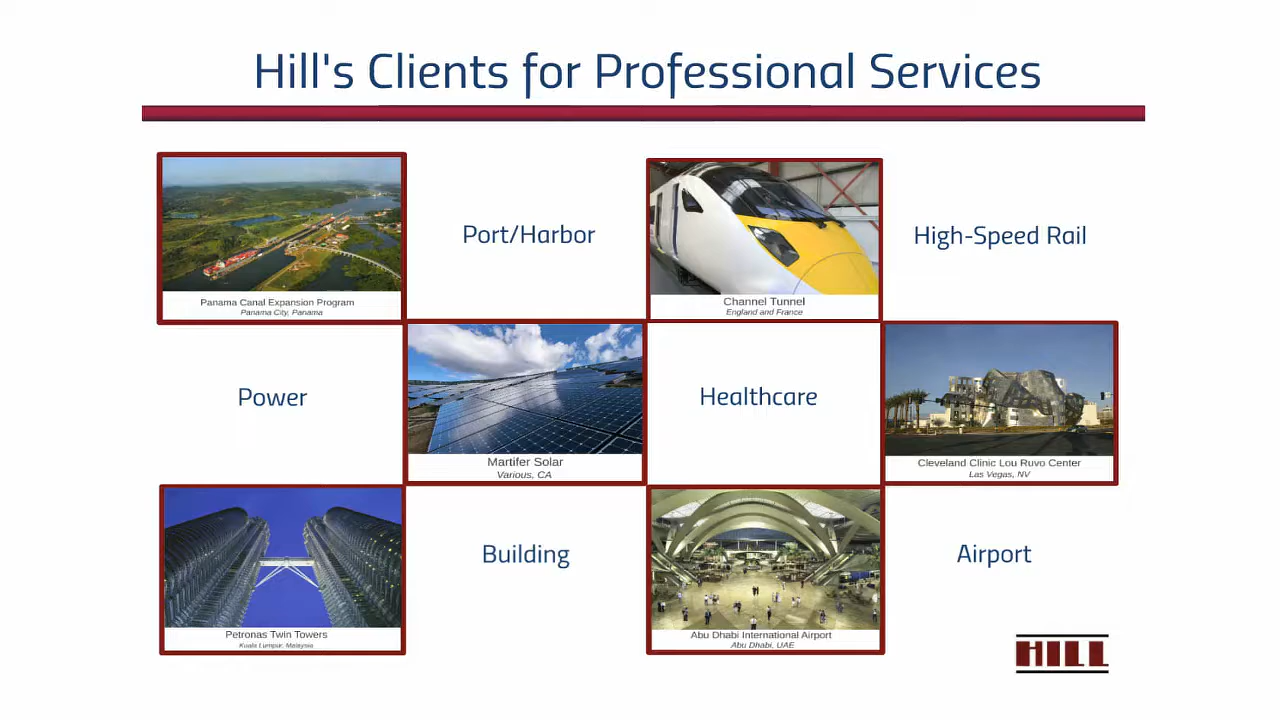 Hill's Clients for Professional Services
Panama Canal Expansion Program
Panama City, Panama
Port/Harbor
Channel Tunnel
England and France
High-Speed Rail
Power
Martifer Solar
Various, CA
Healthcare
Cleveland Clinic Lou Ruvo Center
Las Vegas, NV
Petronas Twin Towers
Kuala Lumpur, Malaysia
Building
Abu Dhabi International Airport
Abu Dhabi, UAE
Airport
HILL